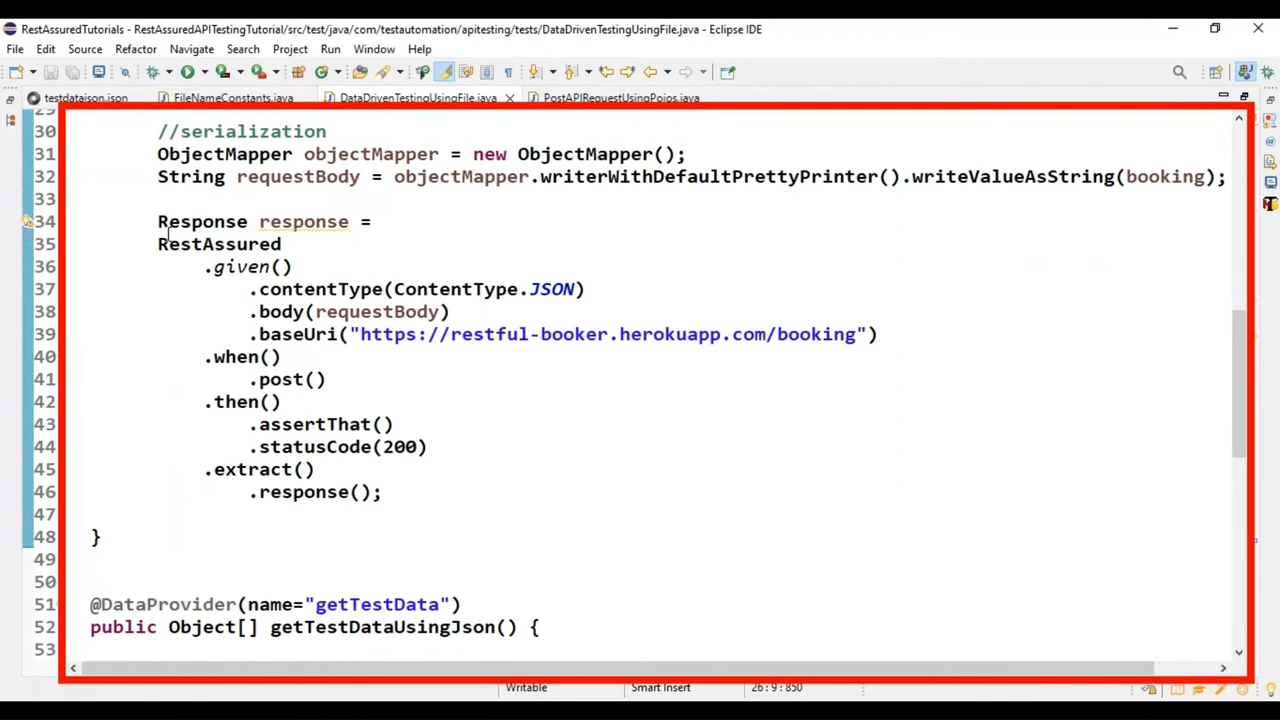 RestAssuredTutorials - RestAssuredAPITestingTutorial/src/test/java/com/testautomation/apitesting/tests/DataDrivenTestingUsingFile.java - Eclipse IDE
File Edit Source Refactor Navigate Search Project Run Window Help
testdatajson.json FileNameConstants.java DataDrivenTestingUsingFile.java PostAPIRequestUsingPojos.java
29
30 //serialization
31 ObjectMapper objectMapper = new ObjectMapper();
32 String requestBody = objectMapper.writerWithDefaultPrettyPrinter().writeValueAsString(booking);
33
34 Response response =
35 RestAssured
36 .given()
37 .contentType(ContentType.JSON)
38 .body(requestBody)
39 .baseUri("https://restful-booker.herokuapp.com/booking")
40 .when()
41 .post()
42 .then()
43 .assertThat()
44 .statusCode(200)
45 .extract()
46 .response();
47
48 }
49
50
51 @DataProvider(name="getTestData")
52 public Object[] getTestDataUsingJson() {
53
Writable Smart Insert 26 : 9 : 850